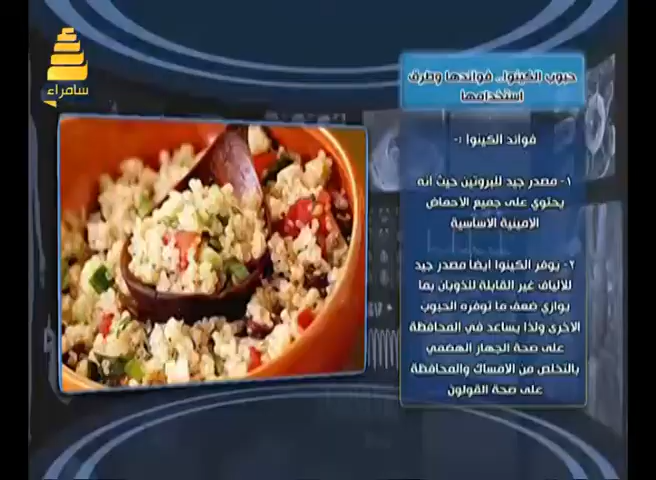 سامراء
حبوب الكينوا.. فوائدها وطرق
استخدامها
فوائد الكينوا :-
١- مصدر جيد للبروتين حيث انه
يحتوي على جميع الاحماض
الامينية الاساسية
٢- يوفر الكينوا ايضا مصدر جيد
للالياف غير القابلة للذوبان بما
يوازي ضعف ما توفره الحبوب
الاخرى ولذا يساعد في المحافظة
على صحة الجهاز الهضمي
بالتخلص من الامساك والمحافظة
على صحة القولون